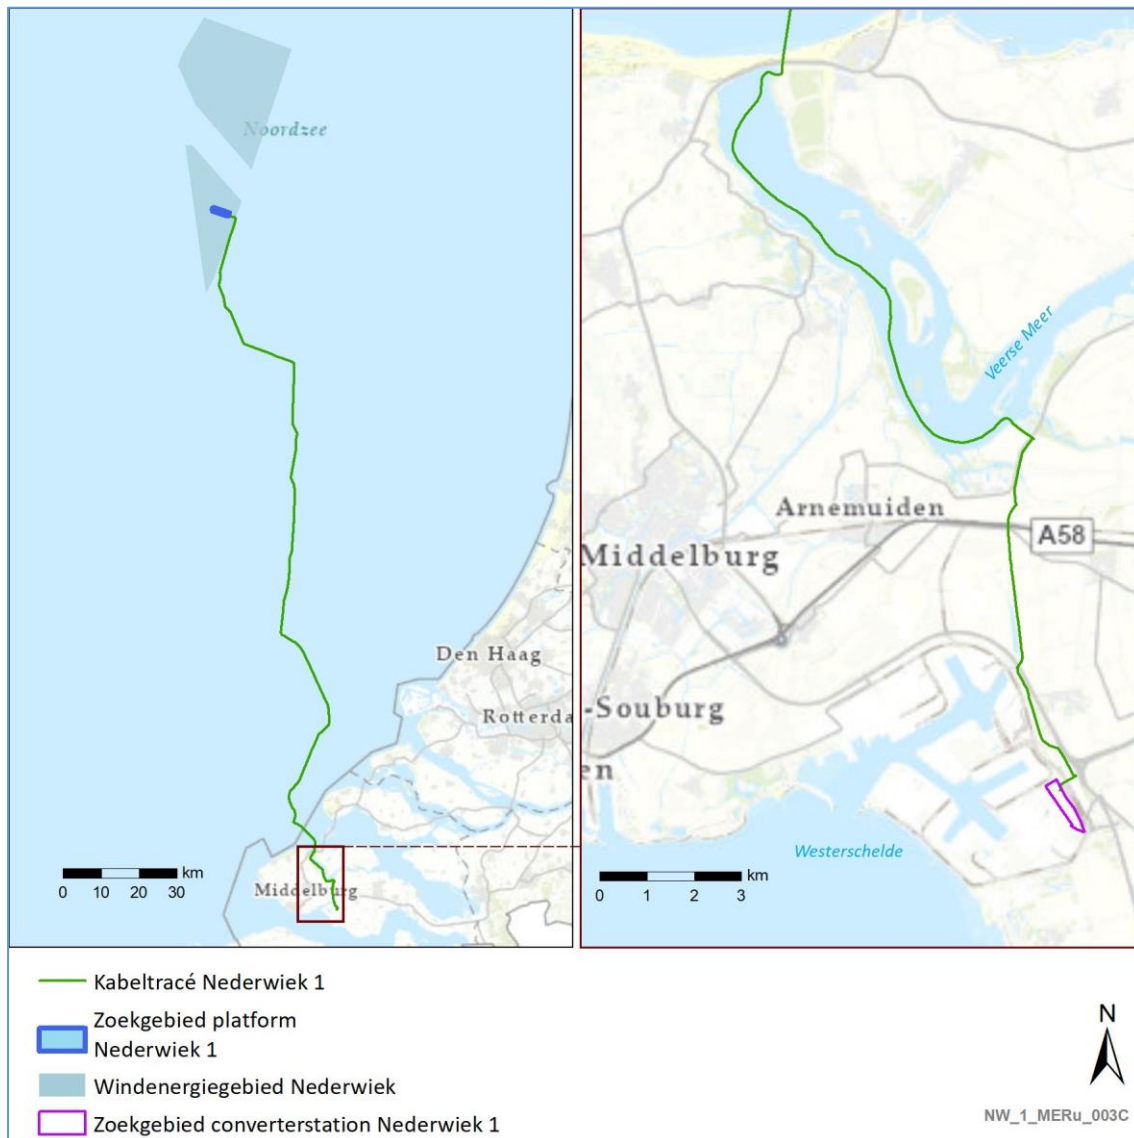 Noordzee
Den Haag
Rotterda
Middelburg
0 10 20 30 km
Veerse Meer
Arnemuiden
A58
Middelburg
-Souburg
en
Westerschelde
0 1 2 3 km
Kabeltracé Nederwiek 1
Zoekgebied platform
Nederwiek 1
Windenergiegebied Nederwiek
Zoekgebied converterstation Nederwiek 1
N
NW_1_MERu_003C